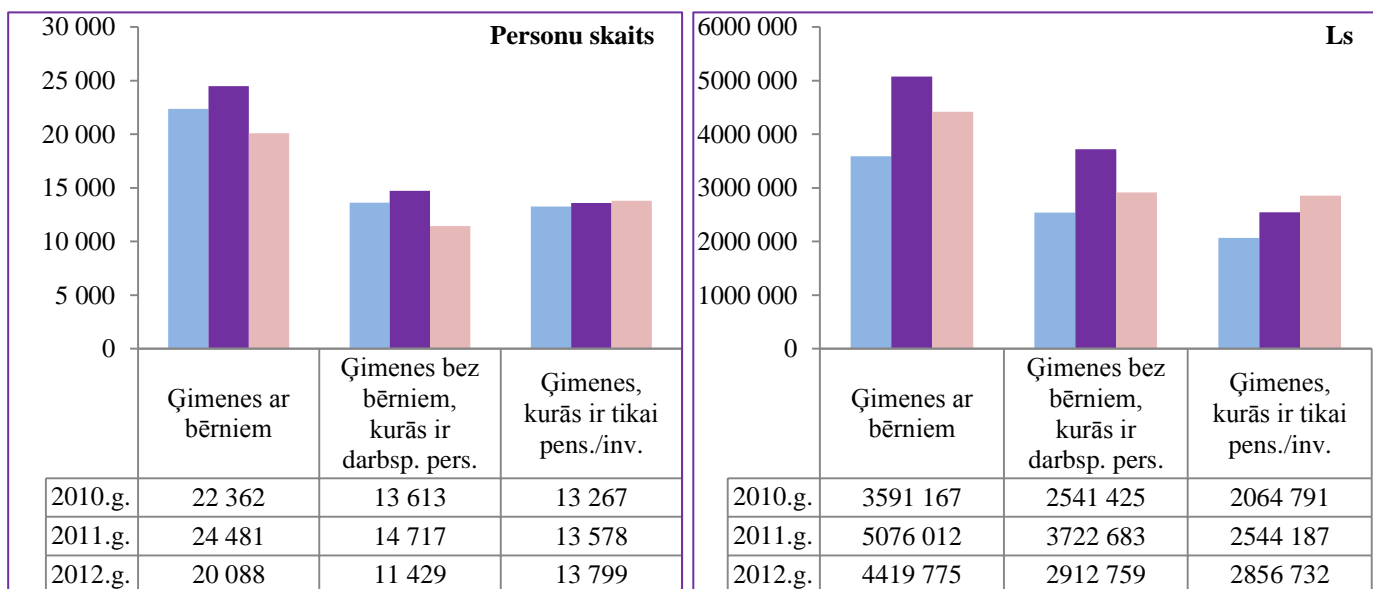 Personu skaits
30 000
25 000
20 000
15 000
10 000
5 000
0
Ģimenes ar
bērniem
Ģimenes bez
bērniem,
kurās ir
darbsp. pers.
Ģimenes,
kurās ir tikai
pens./inv.
2010.g. 22 362 13 613 13 267
2011.g. 24 481 14 717 13 578
2012.g. 20 088 11 429 13 799
Ls
6000 000
5000 000
4000 000
3000 000
2000 000
1000 000
0
Ģimenes ar
bērniem
Ģimenes bez
bērniem,
kurās ir
darbsp. pers.
Ģimenes,
kurās ir tikai
pens./inv.
2010.g. 3591 167 2541 425 2064 791
2011.g. 5076 012 3722 683 2544 187
2012.g. 4419 775 2912 759 2856 732